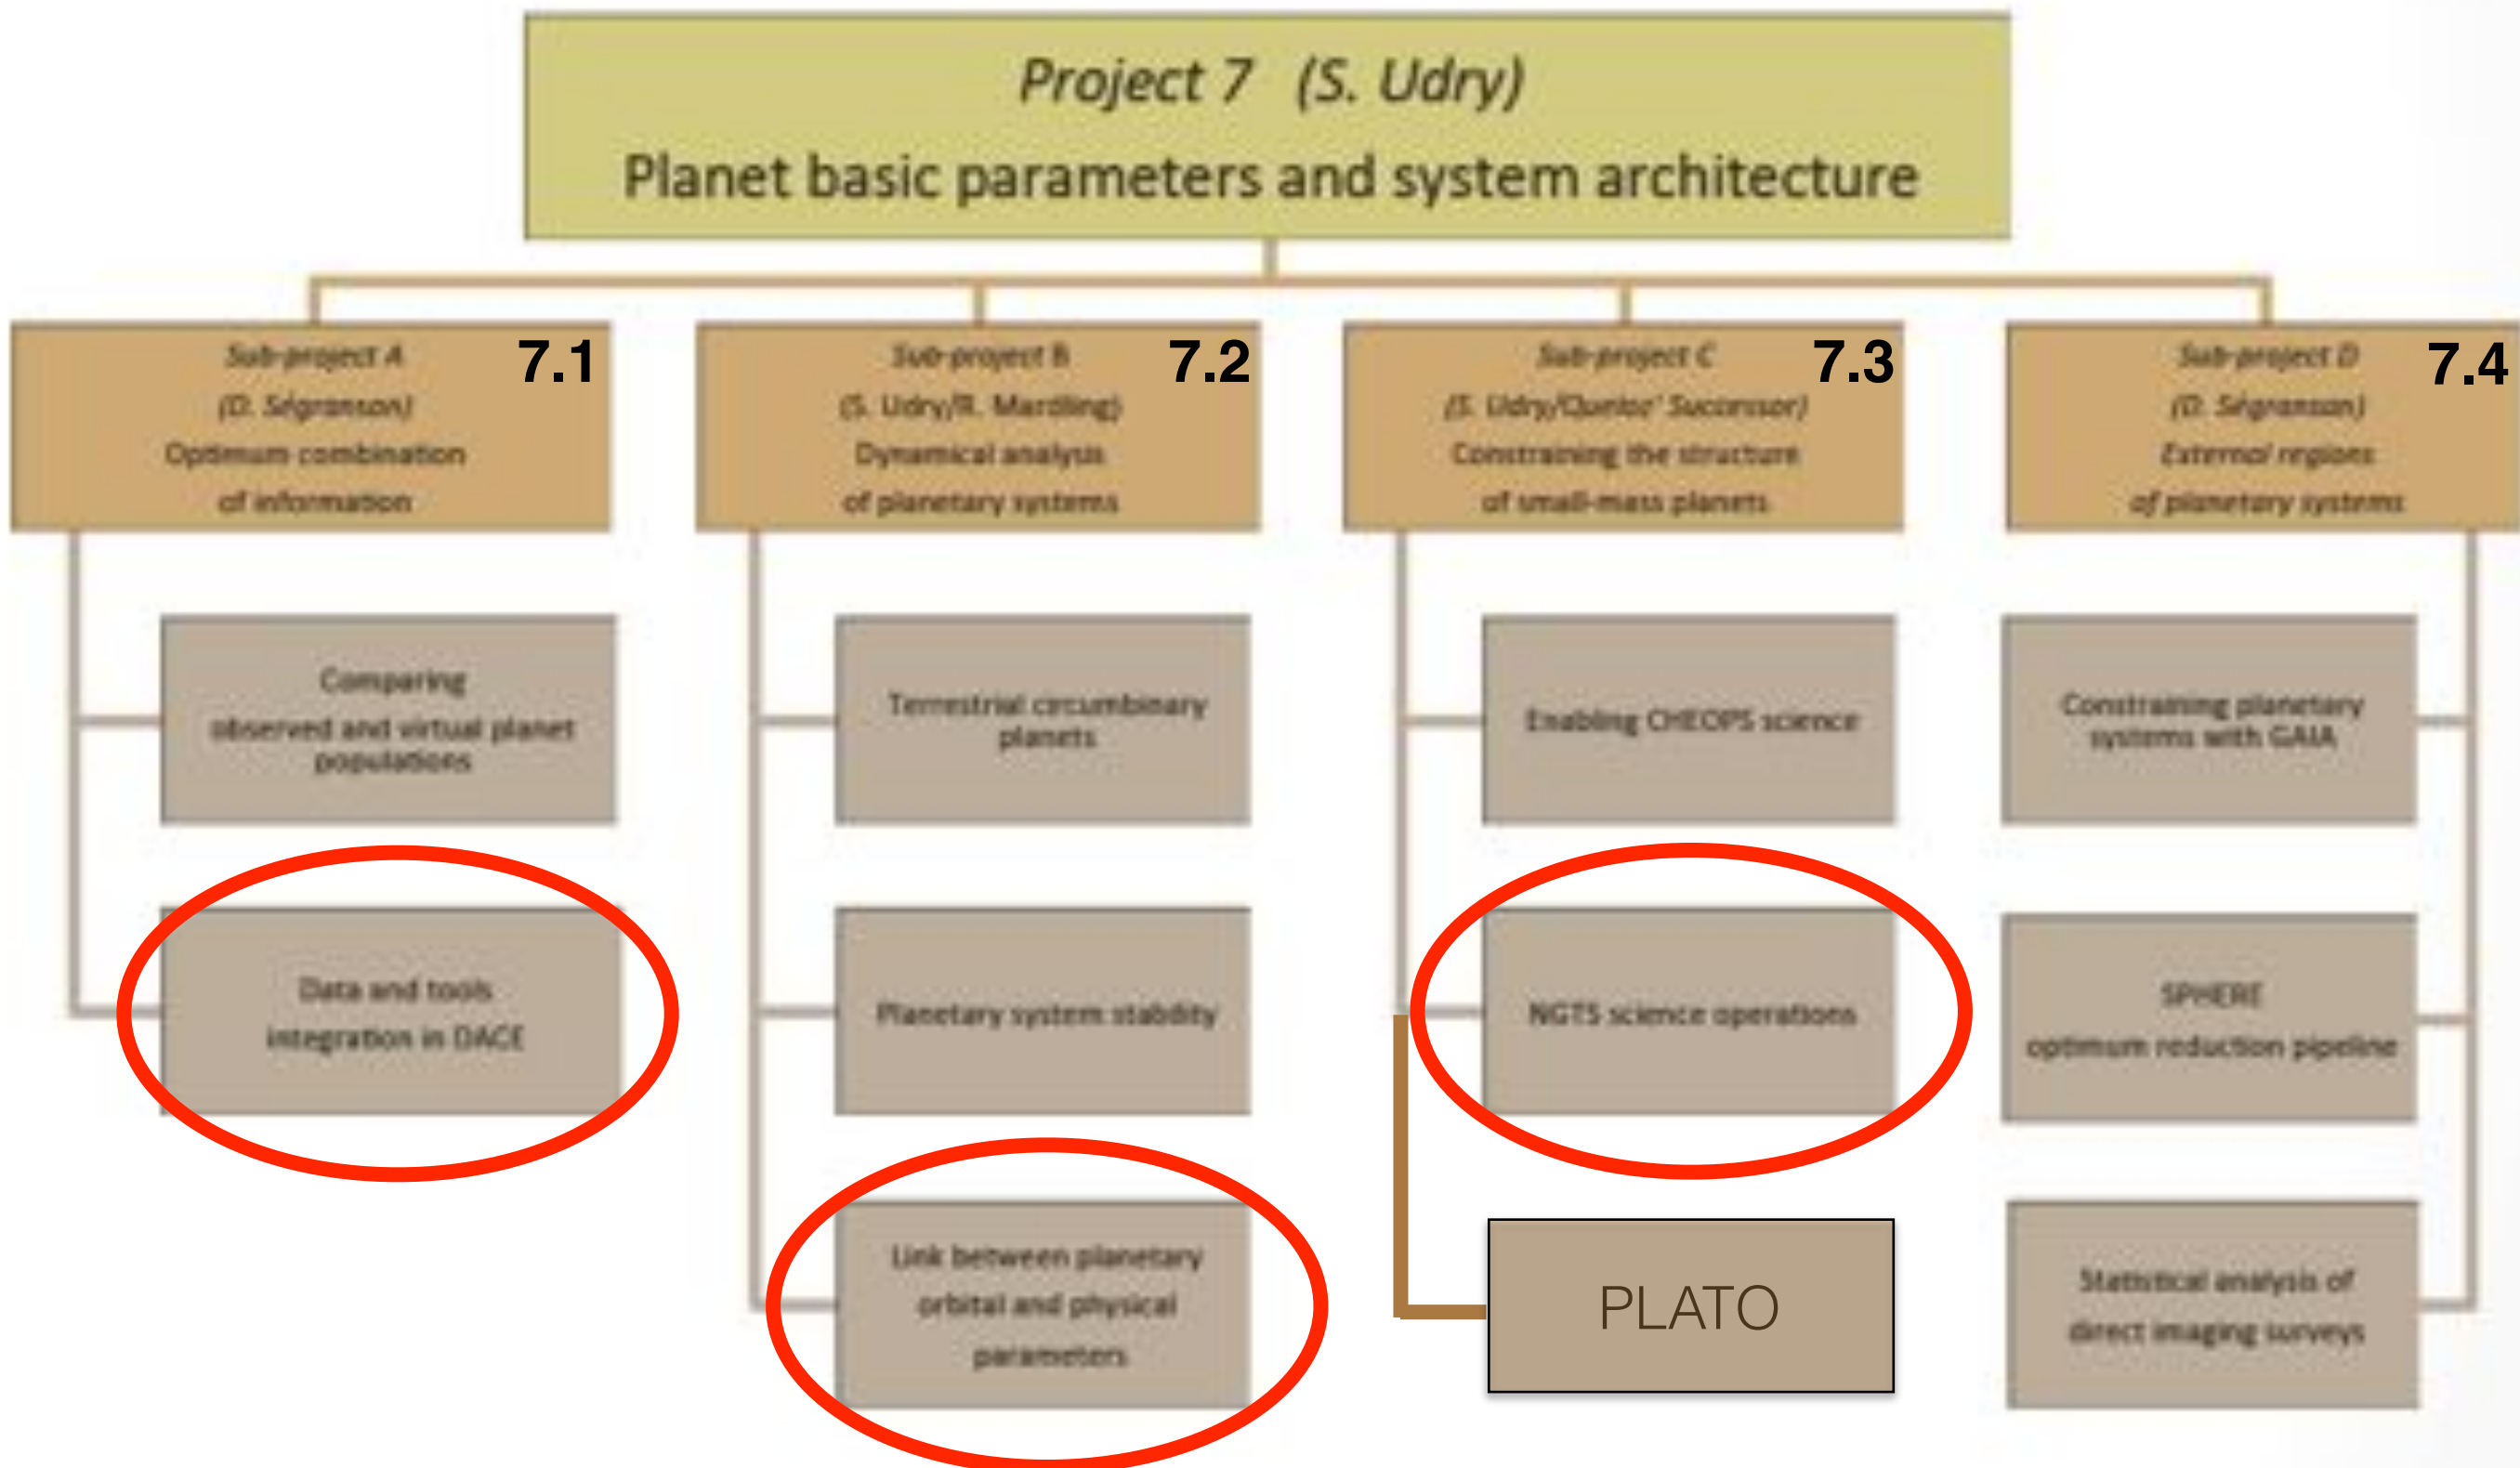 Project 7 (S. Udry)
Planet basic parameters and system architecture
Sub-project A
7.1
(D. Ségransan)
Optimum combination
of information
Sub-project B
7.2
(S. Udry/R. Mardling)
Dynamical analysis
of planetary systems
Sub-project C
7.3
(S. Udry/Queloz' Successor)
Constraining the structure
of small-mass planets
Sub-project D
7.4
(D. Ségransan)
External regions
of planetary systems
Comparing
observed and virtual planet
populations
Data and tools
integration in DACE
Terrestrial circumbinary
planets
Planetary system stability
Link between planetary
orbital and physical
parameters
Enabling CHEOPS science
NGTS science operations
PLATO
Constraining planetary
systems with GAIA
SPHERE
optimum reduction pipeline
Statistical analysis of
direct imaging surveys